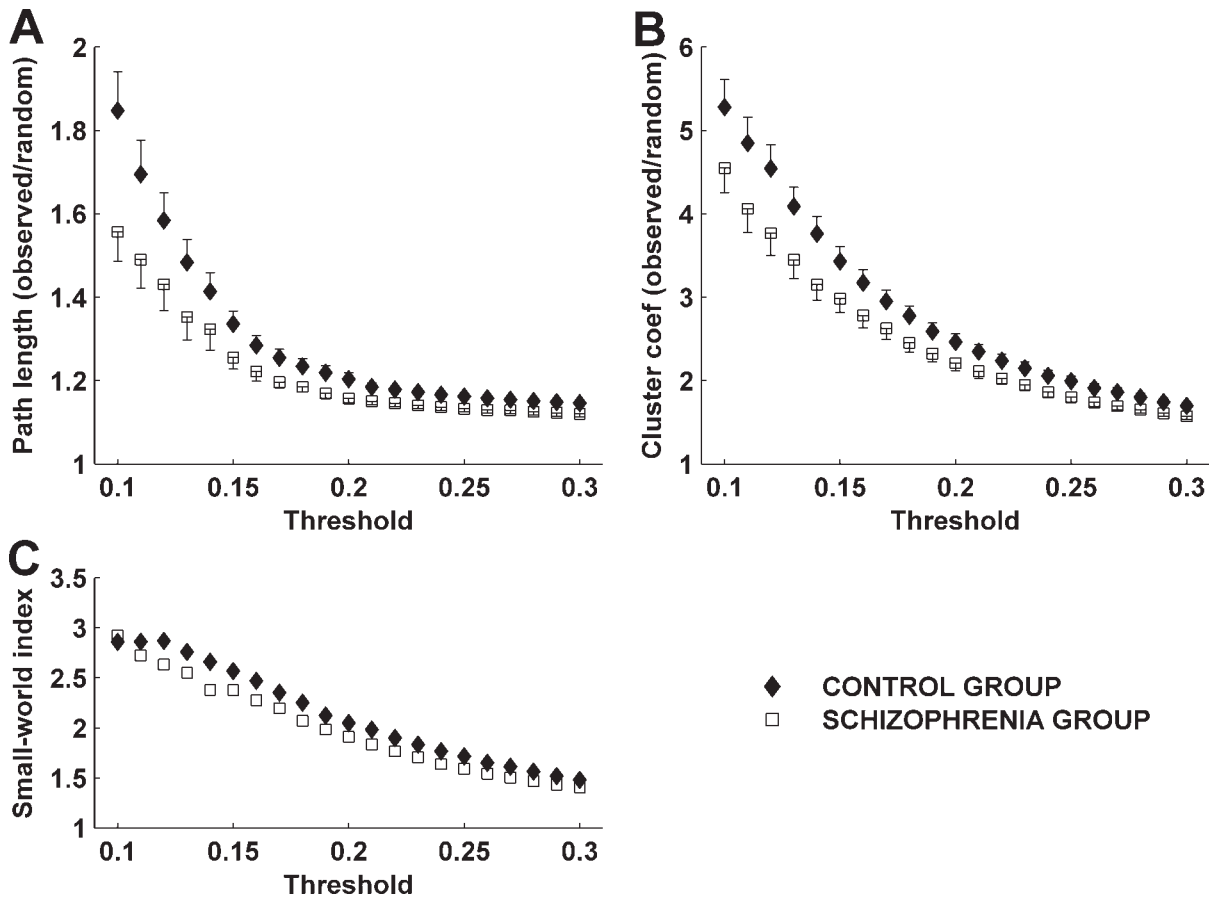 A
Path length (observed/random)
2
1.8
1.6
1.4
1.2
1
0.1 0.15 0.2 0.25 0.3
Threshold
B
Cluster coef (observed/random)
6
5
4
3
2
1
0.1 0.15 0.2 0.25 0.3
Threshold
C
Small-world index
3.5
3
2.5
2
1.5
1
0.1 0.15 0.2 0.25 0.3
Threshold
CONTROL GROUP
SCHIZOPHRENIA GROUP